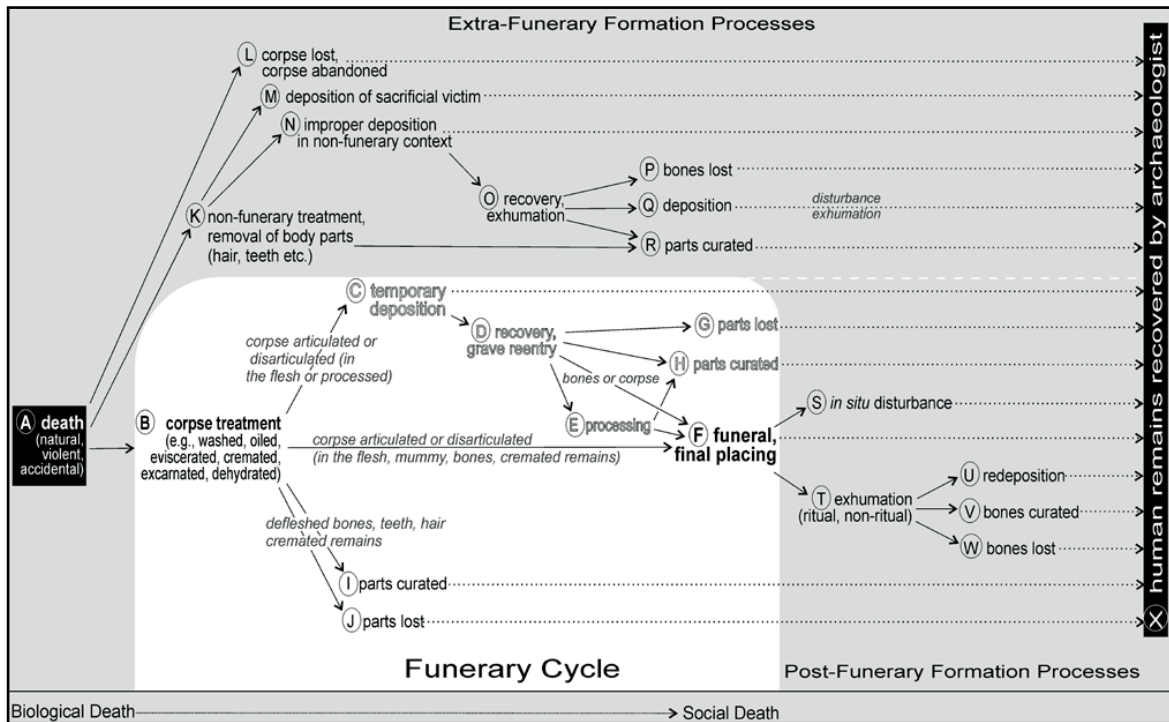 Extra-Funerary Formation Processes
L corpse lost,
corpse abandoned
M deposition of sacrificial victim
N improper deposition
in non-funerary context
O recovery,
exhumation
P bones lost
Q deposition
disturbance
exhumation
R parts curated
K non-funerary treatment,
removal of body parts
(hair, teeth etc.)
C temporary
deposition
D recovery,
grave reentry
G parts lost
H parts curated
corpse articulated or
disarticulated (in
the flesh or processed)
bones or corpse
E processing
S in situ disturbance
A death
(natural,
violent,
accidental)
B corpse treatment
(e.g., washed, oiled,
eviscerated, cremated,
excarnated, dehydrated)
corpse articulated or disarticulated
(in the flesh, mummy, bones, cremated remains)
F funeral,
final placing
T exhumation
(ritual, non-ritual)
U redeposition
V bones curated
W bones lost
defleshed bones, teeth, hair
cremated remains
I parts curated
J parts lost
X human remains recovered by archaeologist
Funerary Cycle
Post-Funerary Formation Processes
Biological Death
Social Death